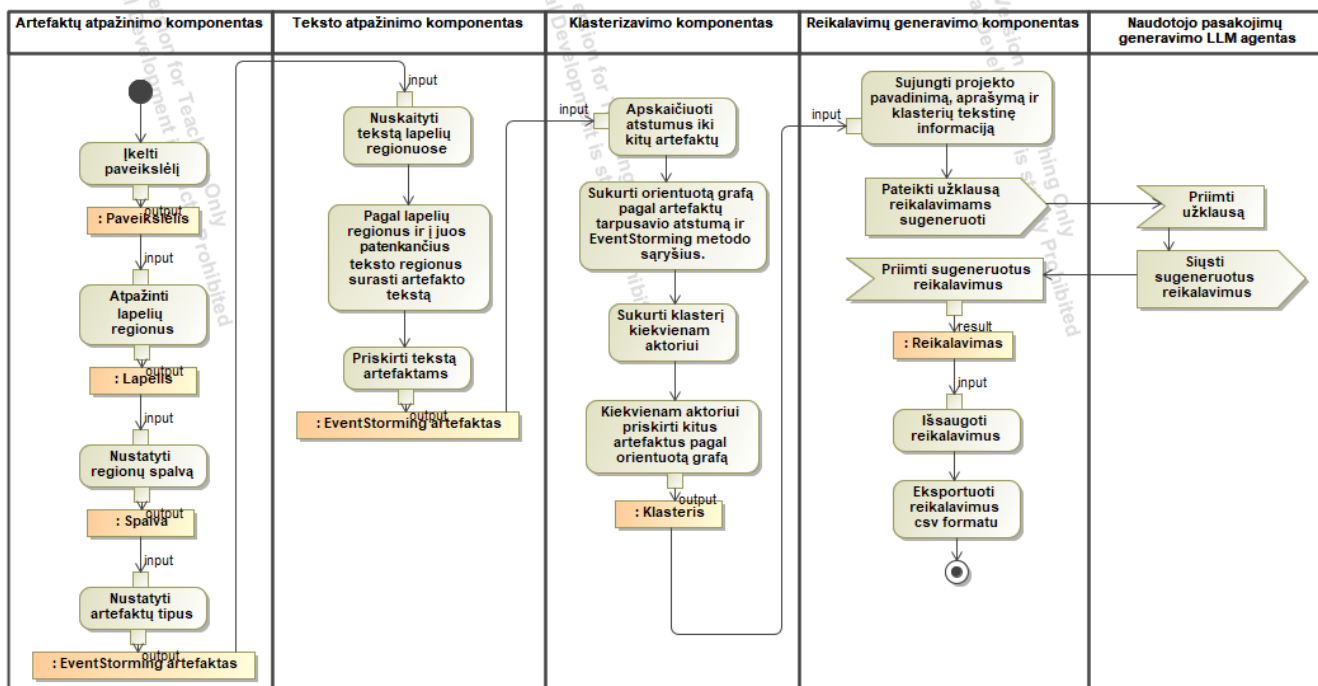 Artefaktų atpažinimo komponentas
Įkelti
paveikslėlį
output
: Paveikslėlis
input
Atpažinti
lapelių
regionus
output
: Lapelis
input
Nustatyti
regionų spalvą
output
: Spalva
input
Nustatyti
artefaktų tipus
output
: EventStorming artefaktas
Teksto atpažinimo komponentas
input
Nuskaityti
tekstą lapelių
regionuose
Pagal lapelių
regionus ir į juos
patenkančius
teksto regionus
surasti artefakto
tekstą
Priskirti tekstą
artefaktams
output
: EventStorming artefaktas
Klasterizavimo komponentas
input
Apskaičiuoti
atstumus iki
kitų artefaktų
Sukurti orientuotą grafą
pagal artefaktų
tarpusavio atstumą ir
EventStorming metodo
sąryšius.
Sukurti klasterį
kiekvienam
aktoriui
Kiekvienam aktoriui
priskirti kitus
artefaktus pagal
orientuotą grafą
output
: Klasteris
Reikalavimų generavimo komponentas
input
Sujungti projekto
pavadinimą, aprašymą ir
klasterių tekstinę
informaciją
Pateikti užklausą
reikalavimams
sugeneruoti
Priimti sugeneruotus
reikalavimus
result
: Reikalavimas
input
Išsaugoti
reikalavimus
Eksportuoti
reikalavimus
csv formatu
Naudotojo pasakojimų
generavimo LLM agentas
Priimti
užklausą
Siųsti
sugeneruotus
reikalavimus